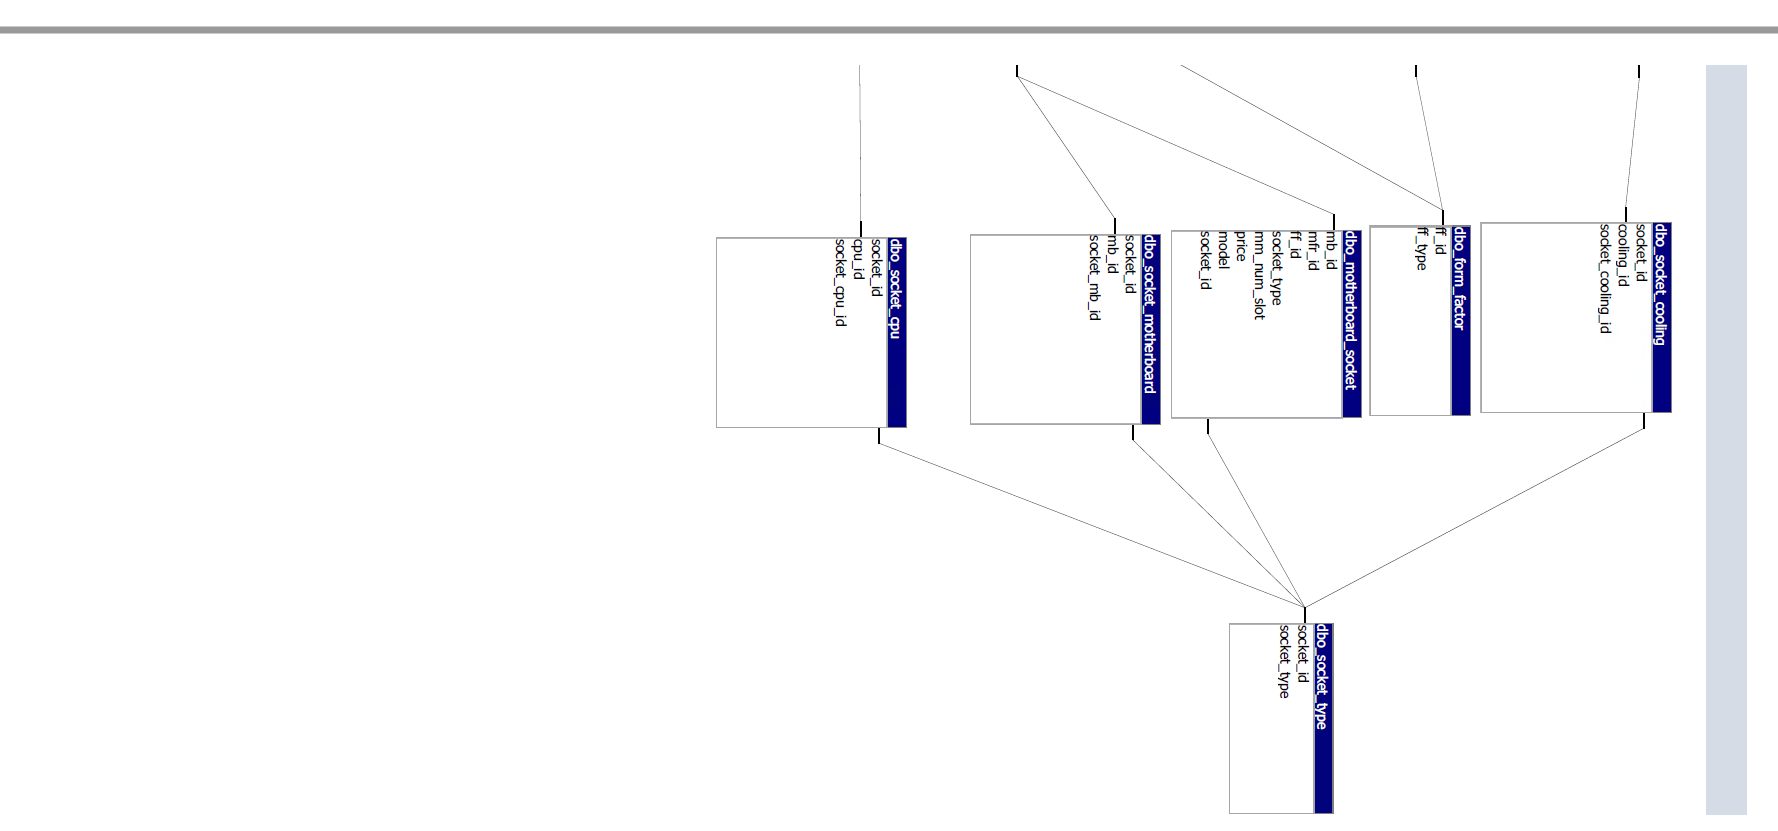 dbo_socket_cooling
socket_id
cooling_id
socket_cooling_id
dbo_form_factor
ff_id
ff_type
dbo_motherboard_socket
mb_id
mfr_id
ff_id
socket_type
mm_num_slot
price
model
socket_id
dbo_socket_motherboard
socket_id
mb_id
socket_mb_id
dbo_socket_cpu
socket_id
cpu_id
socket_cpu_id
dbo_socket_type
socket_id
socket_type